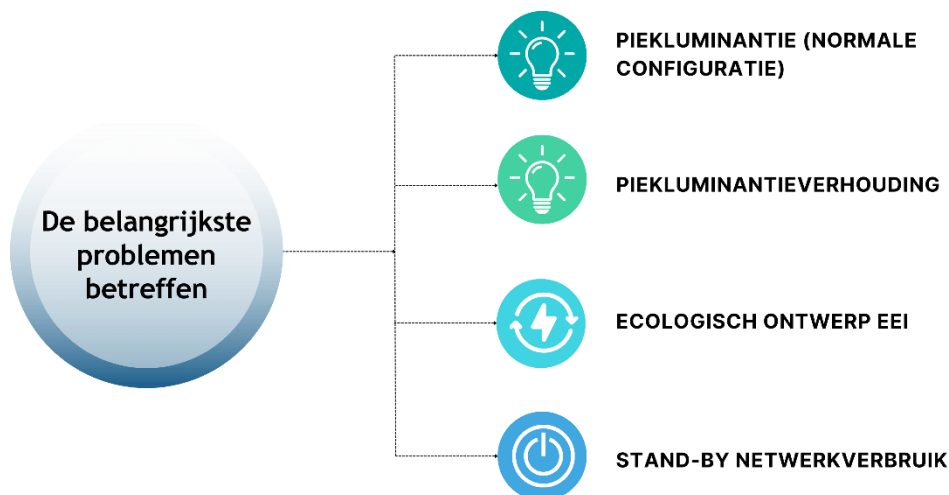 De belangrijkste
problemen
betreffen
PIEKLUMINANTIE (NORMALE
CONFIGURATIE)
PIEKLUMINANTIEVERHOUDING
ECOLOGISCH ONTWERP EEI
STAND-BY NETWERKVERBRUIK